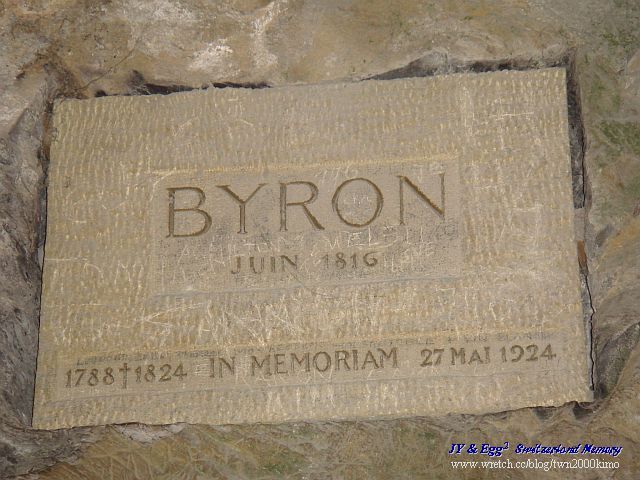 BYRON
JUIN 1816
1788†1824 IN MEMORIAM 27 MAI 1924
JY & Egg² Switzerland Memory
www.wretch.cc/blog/twn2000kimo